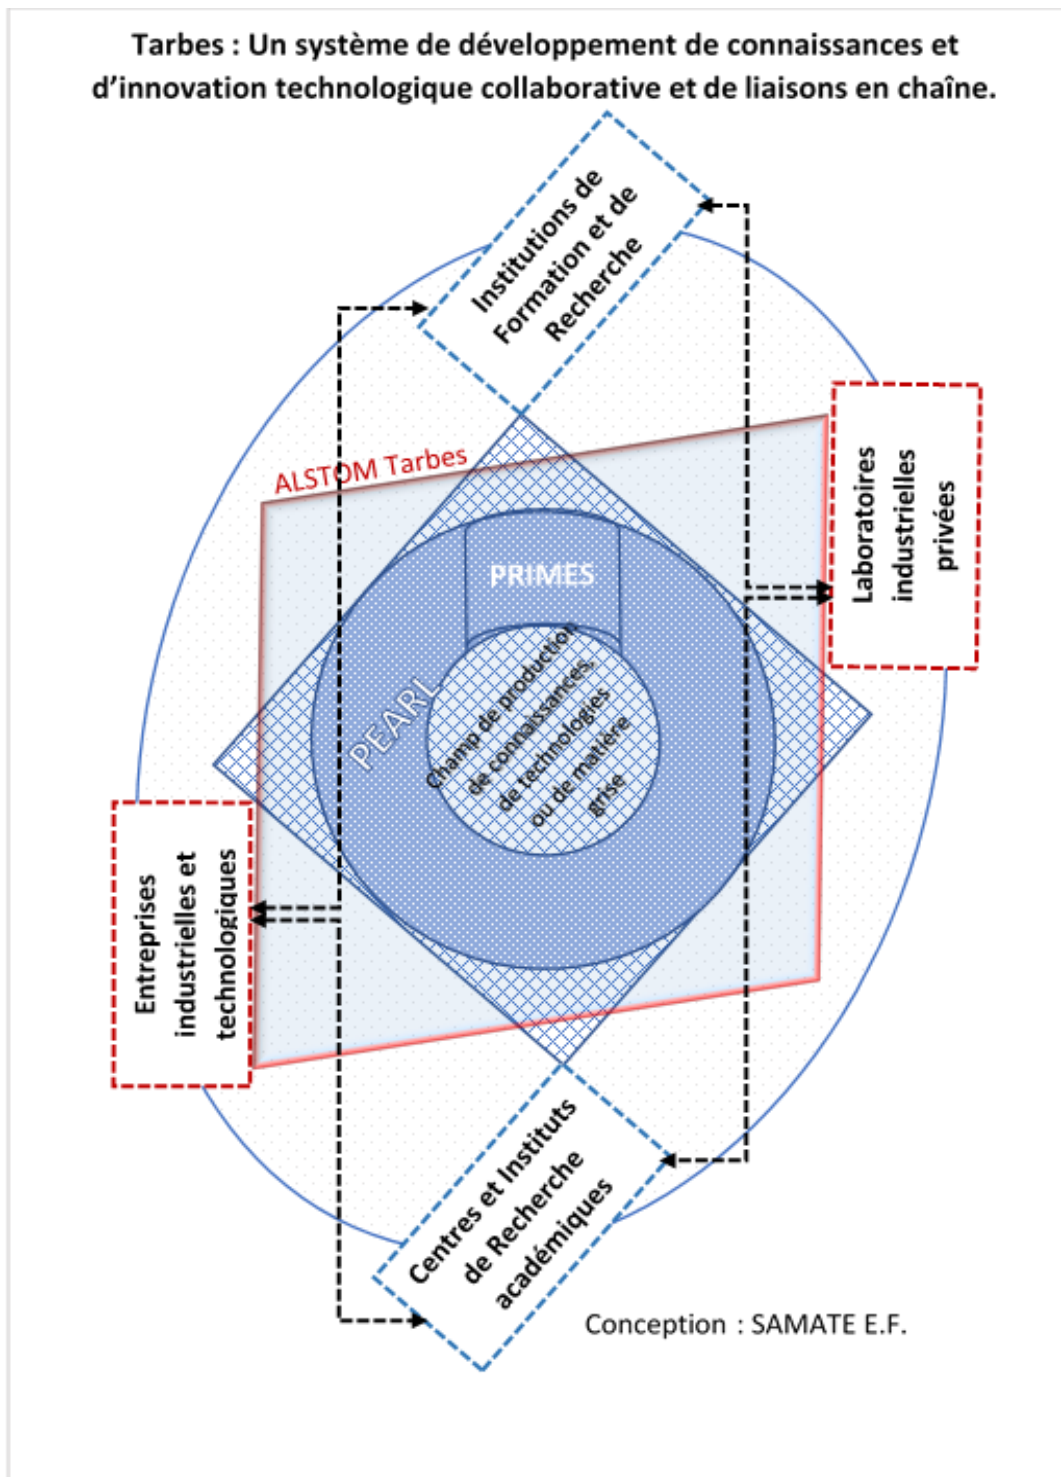 Tarbes : Un système de développement de connaissances et
d’innovation technologique collaborative et de liaisons en chaîne.
Institutions de
Formation et de
Recherche
ALSTOM Tarbes
Laboratoires
industrielles
privées
PRIMES
PEARL
Champ de production
de connaissances,
de technologies
ou de matière
grise
Entreprises
industrielles et
technologiques
Centres et Instituts
de Recherche
académiques
Conception : SAMATE E.F.